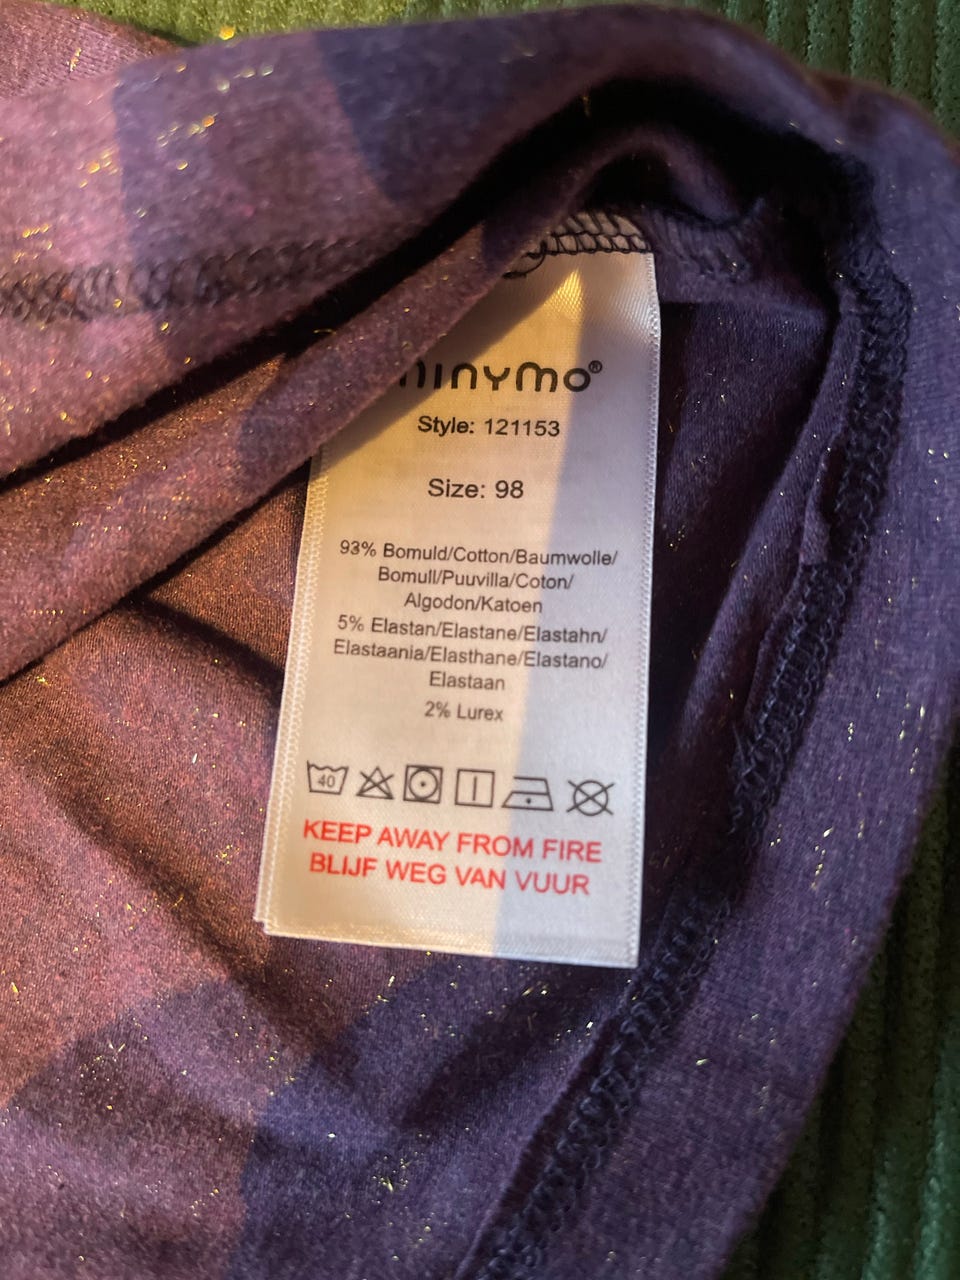 minymo®
Style: 121153
Size: 98
93% Bomuld/Cotton/Baumwolle/
Bomull/Puuvilla/Coton/
Algodon/Katoen
5% Elastan/Elastane/Elastahn/
Elastaania/Elasthane/Elastano/
Elastaan
2% Lurex
40
KEEP AWAY FROM FIRE
BLIJF WEG VAN VUUR